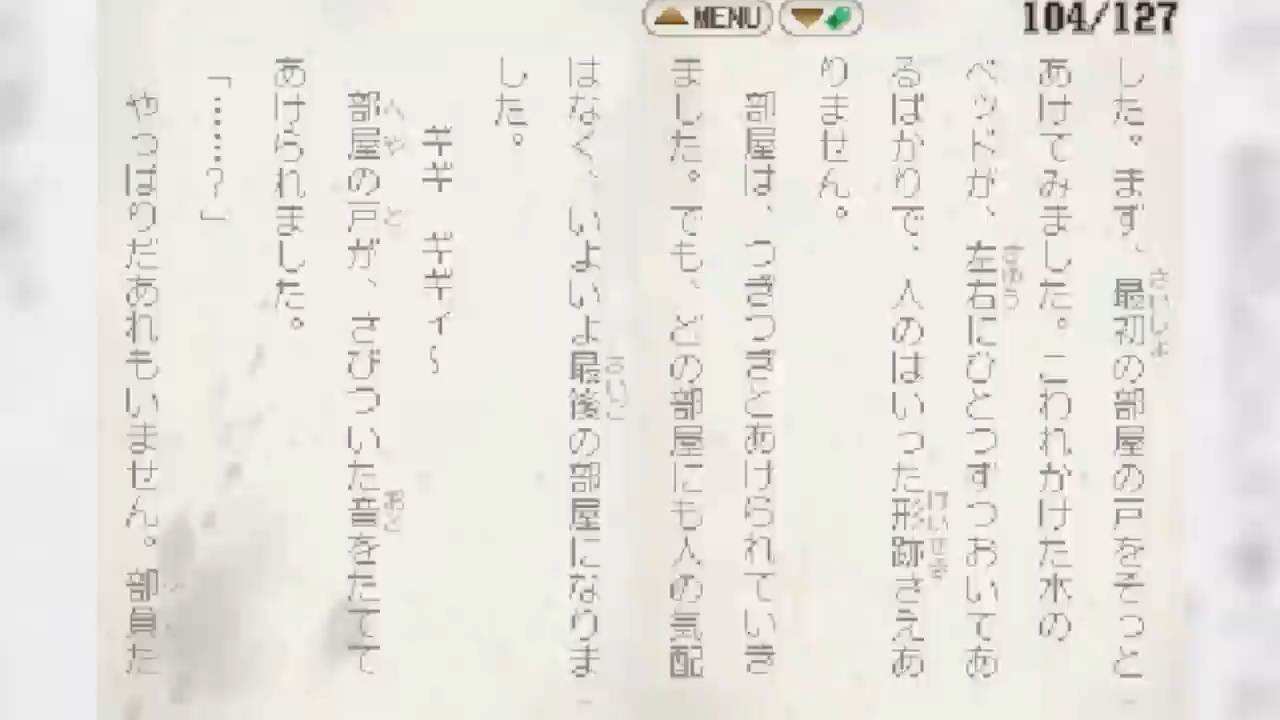 MENU
104/127
した。まず、最初の部屋の戸をそっと
あけてみました。こわれかけた木の
ベッドが、左右にひとつずつおいてあ
るばかりで、人のはいった形跡さえあ
りません。
部屋は、つぎつぎとあけられていき
ました。でも、どの部屋にも人の気配
はなく、いよいよ最後の部屋になりま
した。
ギギ ギギィ〜
部屋の戸が、さびついた音をたてて
あけられました。
「……？」
やっぱりだあれもいません。部員た